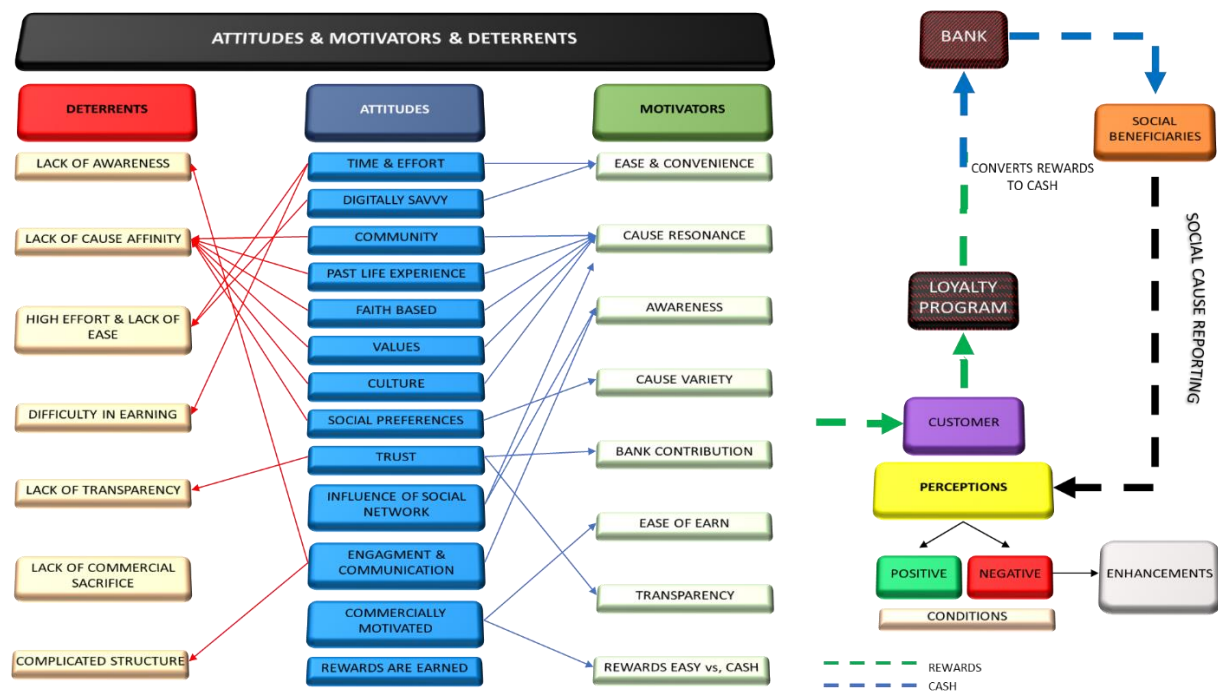 ATTITUDES & MOTIVATORS & DETERRENTS
DETERRENTS
LACK OF AWARENESS
LACK OF CAUSE AFFINITY
HIGH EFFORT & LACK OF
EASE
DIFFICULTY IN EARNING
LACK OF TRANSPARENCY
LACK OF COMMERCIAL
SACRIFICE
COMPLICATED STRUCTURE
ATTITUDES
TIME & EFFORT
DIGITALLY SAVVY
COMMUNITY
PAST LIFE EXPERIENCE
FAITH BASED
VALUES
CULTURE
SOCIAL PREFERENCES
TRUST
INFLUENCE OF SOCIAL
NETWORK
ENGAGMENT &
COMMUNICATION
COMMERCIALLY
MOTIVATED
REWARDS ARE EARNED
MOTIVATORS
EASE & CONVENIENCE
CAUSE RESONANCE
AWARENESS
CAUSE VARIETY
BANK CONTRIBUTION
EASE OF EARN
TRANSPARENCY
REWARDS EASY vs, CASH
BANK
SOCIAL
BENEFICIARIES
CONVERTS REWARDS
TO CASH
SOCIAL CAUSE REPORTING
LOYALTY
PROGRAM
CUSTOMER
PERCEPTIONS
POSITIVE
NEGATIVE
ENHANCEMENTS
CONDITIONS
REWARDS
CASH